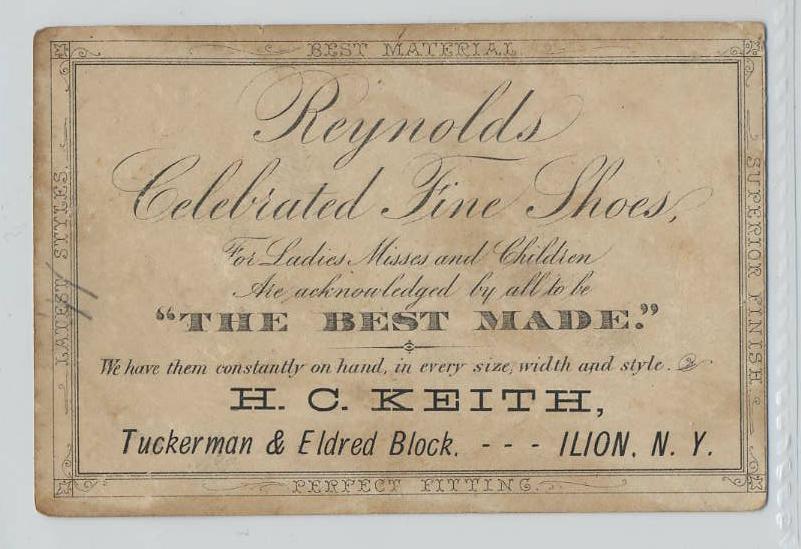 BEST MATERIAL
LATEST STYLES.
SUPERIOR FINISH.
Reynolds
Celebrated Fine Shoes,
For Ladies Misses and Children
Are acknowledged by all to be
"THE BEST MADE."
We have them constantly on hand, in every size, width and style.
H. C. KEITH,
Tuckerman & Eldred Block. - - - ILION. N. Y.
PERFECT FITTING.